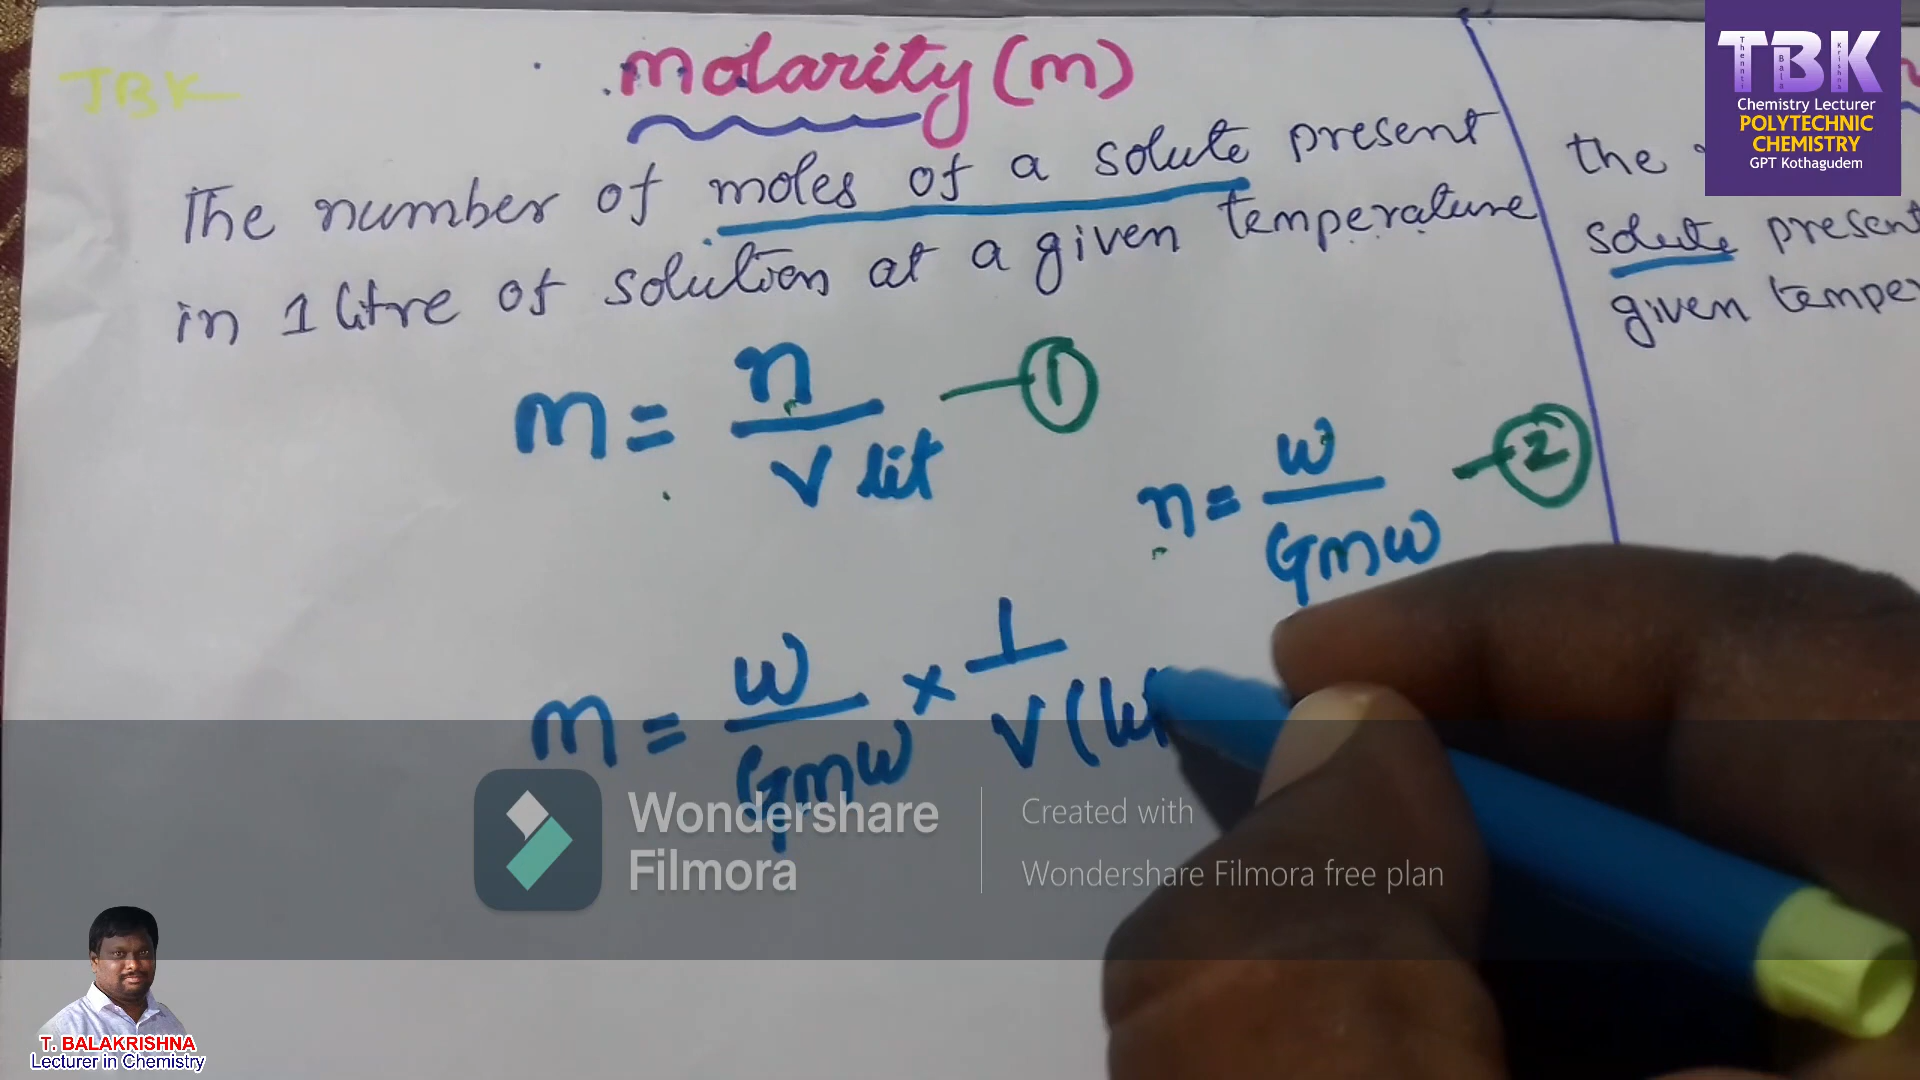 TBK
molarity (m)
The number of moles of a solute present
in 1 litre of solution at a given temperature
m = n / V lit — 1
n = w / GMW — 2
m = w / GMW × 1 / V (lit
the
solute present
given temper
TBK
Chemistry Lecturer
POLYTECHNIC
CHEMISTRY
GPT Kothagudem
Wondershare
Filmora
Created with
Wondershare Filmora free plan
T. BALAKRISHNA
Lecturer in Chemistry